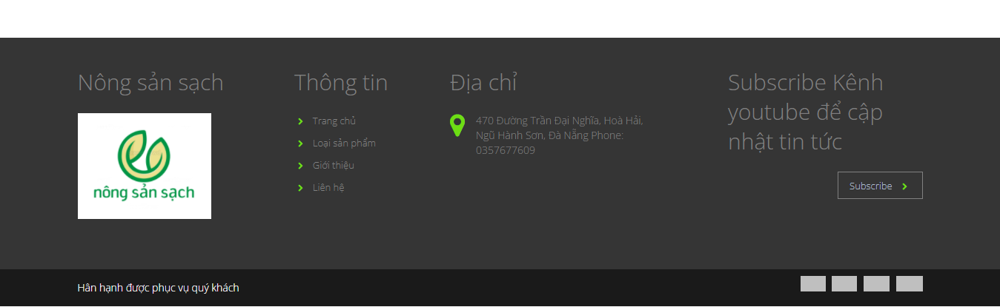 Nông sản sạch
nông sản sạch
Thông tin
Trang chủ
Loại sản phẩm
Giới thiệu
Liên hệ
Địa chỉ
470 Đường Trần Đại Nghĩa, Hoà Hải,
Ngũ Hành Sơn, Đà Nẵng Phone:
0357677609
Subscribe Kênh
youtube để cập
nhật tin tức
Subscribe
Hân hạnh được phục vụ quý khách